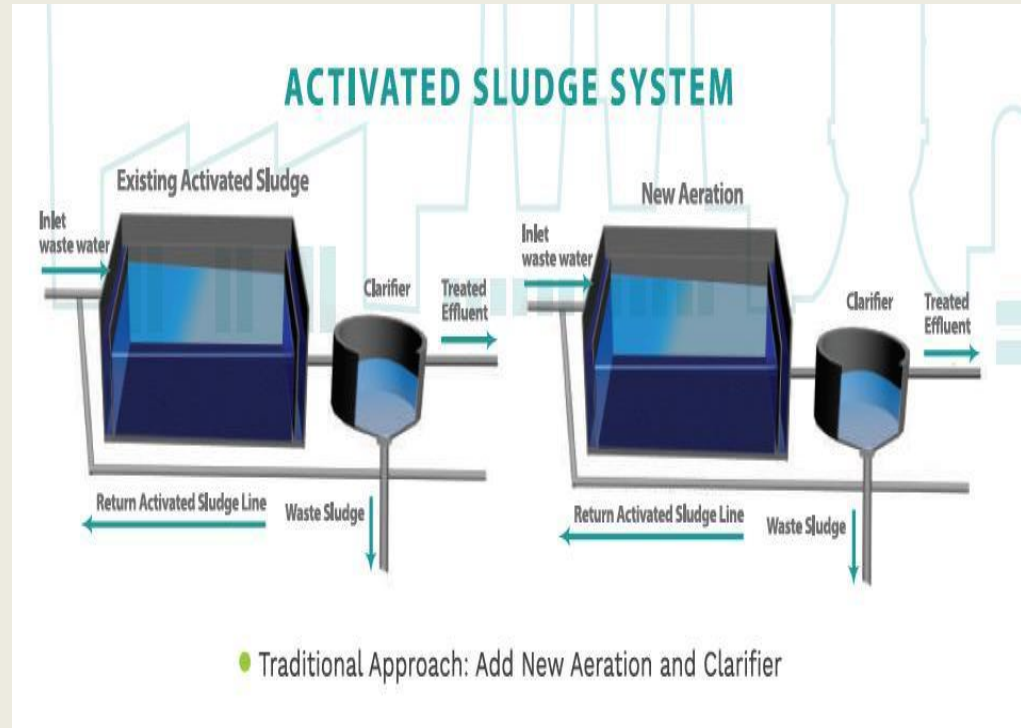 ACTIVATED SLUDGE SYSTEM
Existing Activated Sludge
Inlet
waste water
Clarifier
Treated
Effluent
Return Activated Sludge Line
Waste Sludge
New Aeration
Inlet
waste water
Clarifier
Treated
Effluent
Return Activated Sludge Line
Waste Sludge
Traditional Approach: Add New Aeration and Clarifier